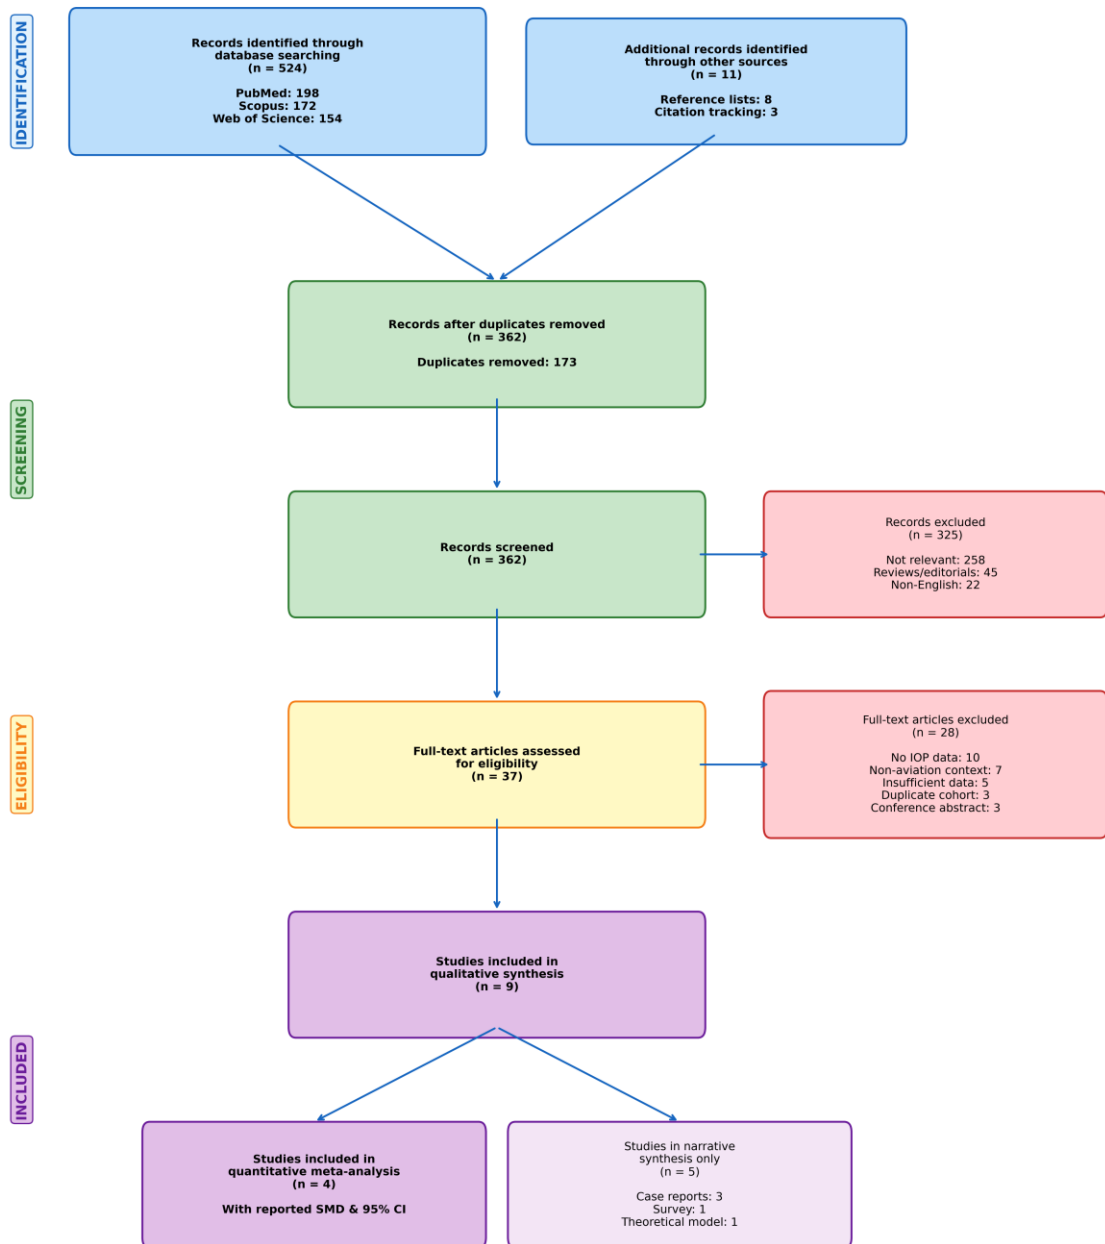 IDENTIFICATION
Records identified through
database searching
(n = 524)
PubMed: 198
Scopus: 172
Web of Science: 154
Additional records identified
through other sources
(n = 11)
Reference lists: 8
Citation tracking: 3
Records after duplicates removed
(n = 362)
Duplicates removed: 173
SCREENING
Records screened
(n = 362)
Records excluded
(n = 325)
Not relevant: 258
Reviews/editorials: 45
Non-English: 22
ELIGIBILITY
Full-text articles assessed
for eligibility
(n = 37)
Full-text articles excluded
(n = 28)
No IOP data: 10
Non-aviation context: 7
Insufficient data: 5
Duplicate cohort: 3
Conference abstract: 3
Studies included in
qualitative synthesis
(n = 9)
INCLUDED
Studies included in
quantitative meta-analysis
(n = 4)
With reported SMD & 95% CI
Studies in narrative
synthesis only
(n = 5)
Case reports: 3
Survey: 1
Theoretical model: 1